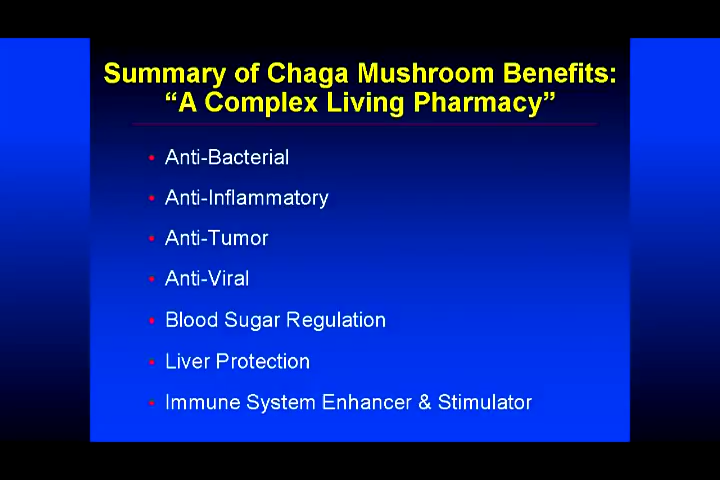 Summary of Chaga Mushroom Benefits:
“A Complex Living Pharmacy”
• Anti-Bacterial
• Anti-Inflammatory
• Anti-Tumor
• Anti-Viral
• Blood Sugar Regulation
• Liver Protection
• Immune System Enhancer & Stimulator